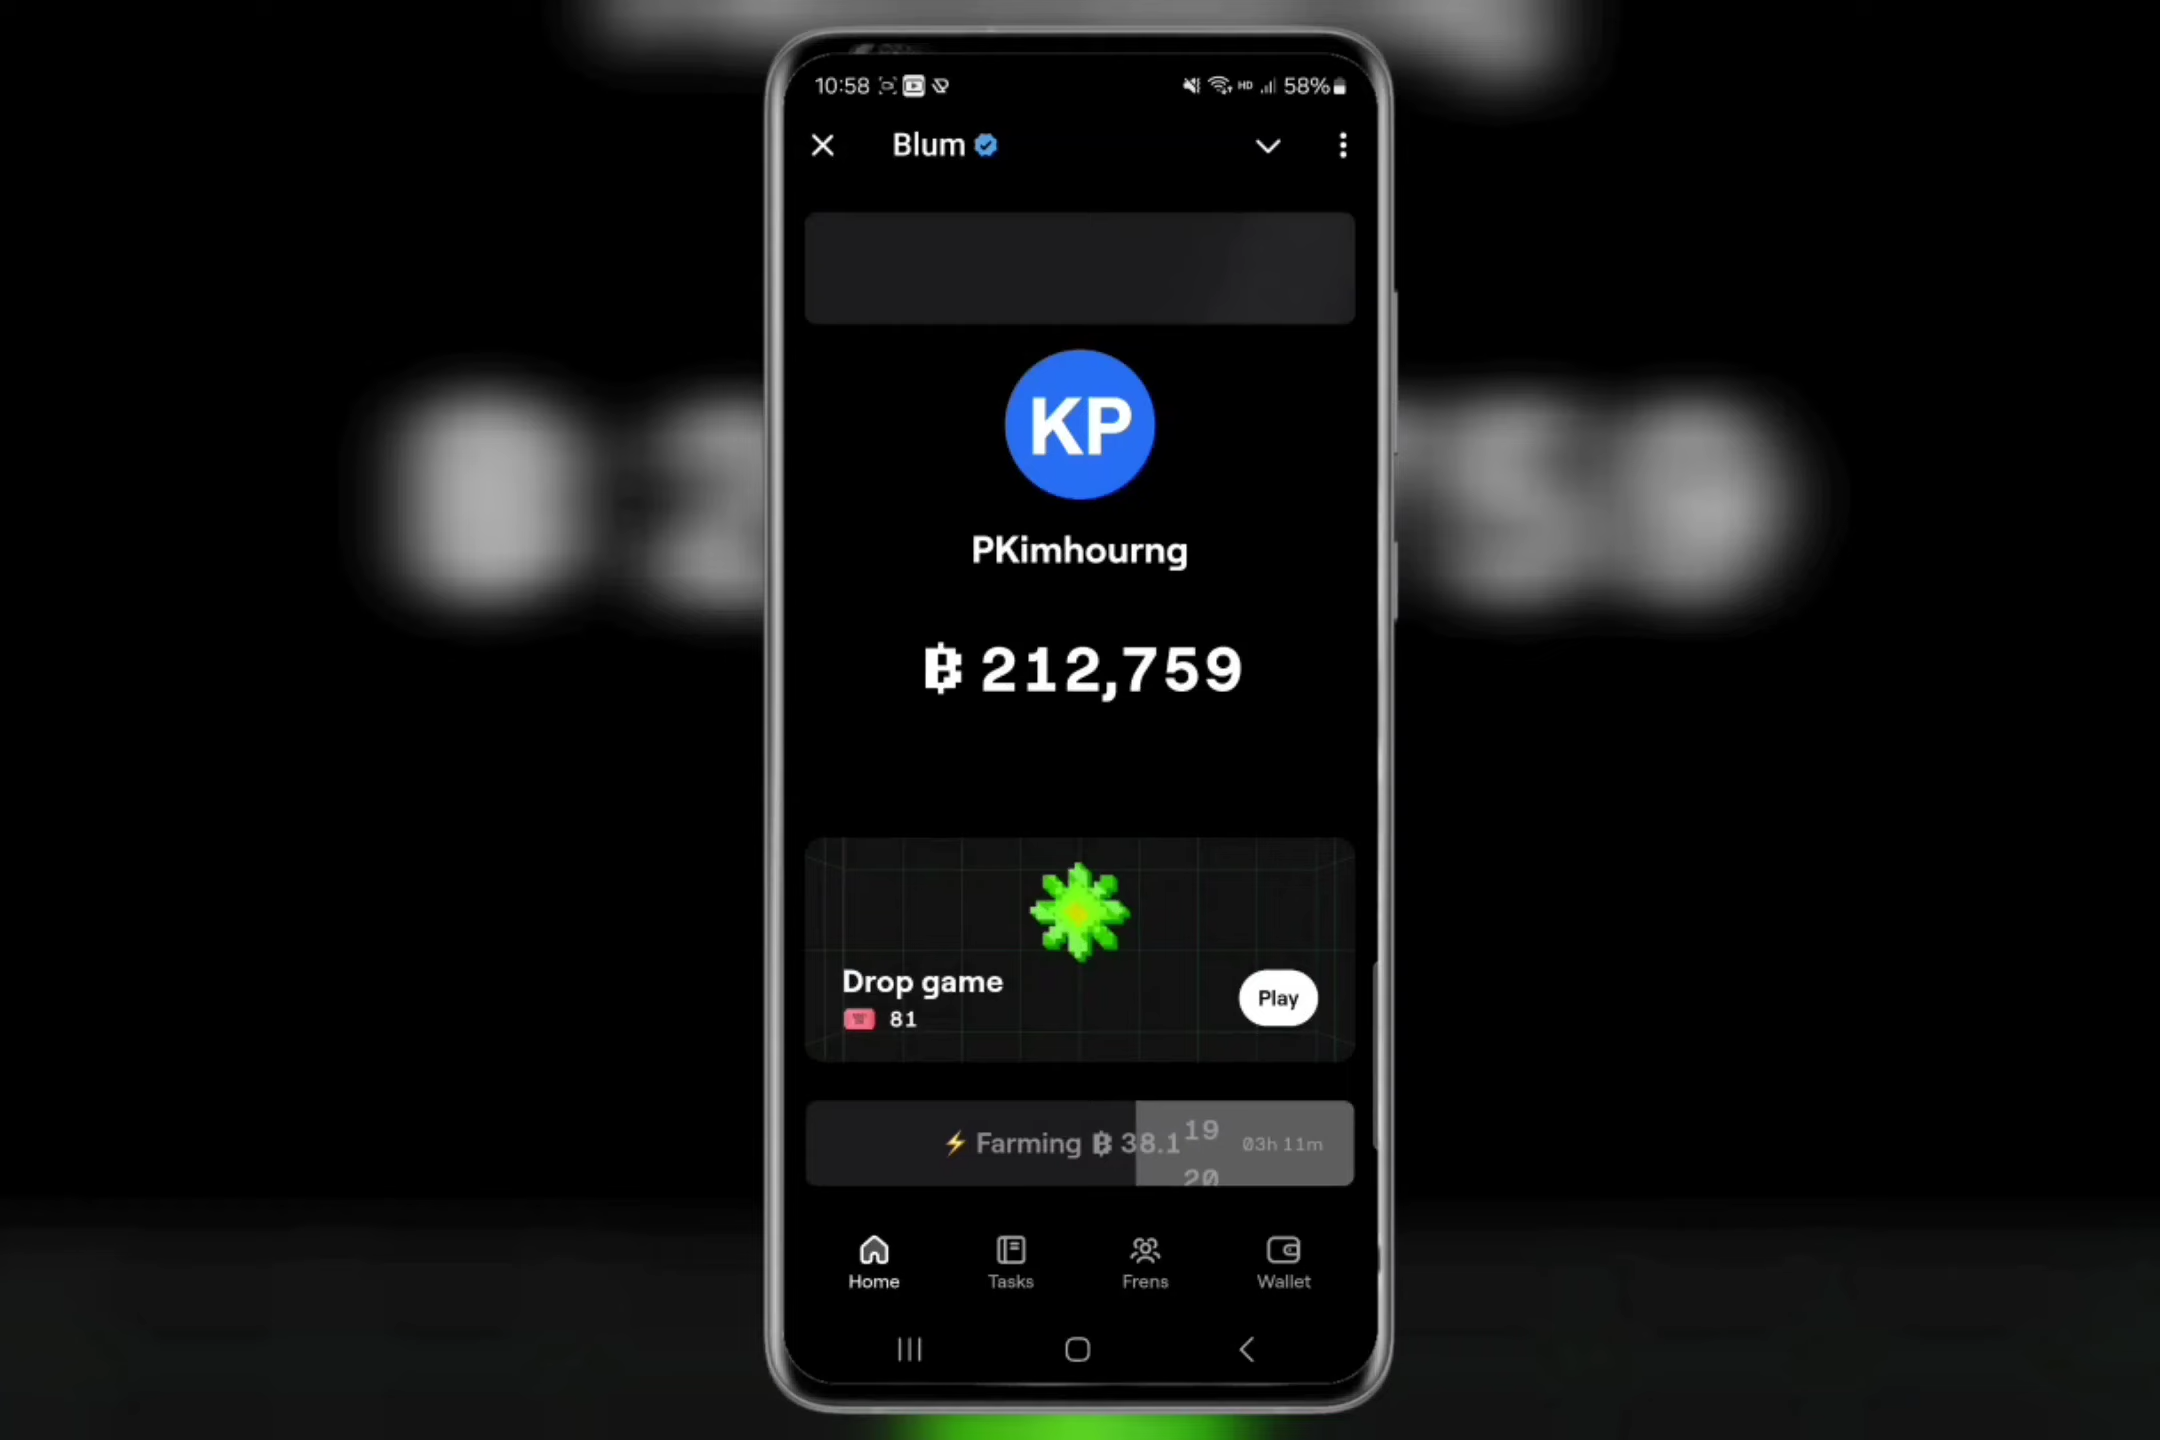 10:58 HD 58%
Blum
KP
PKimhourng
212,759
Drop game
81
Play
Farming 38.1 19 03h 11m
20
Home Tasks Frens Wallet